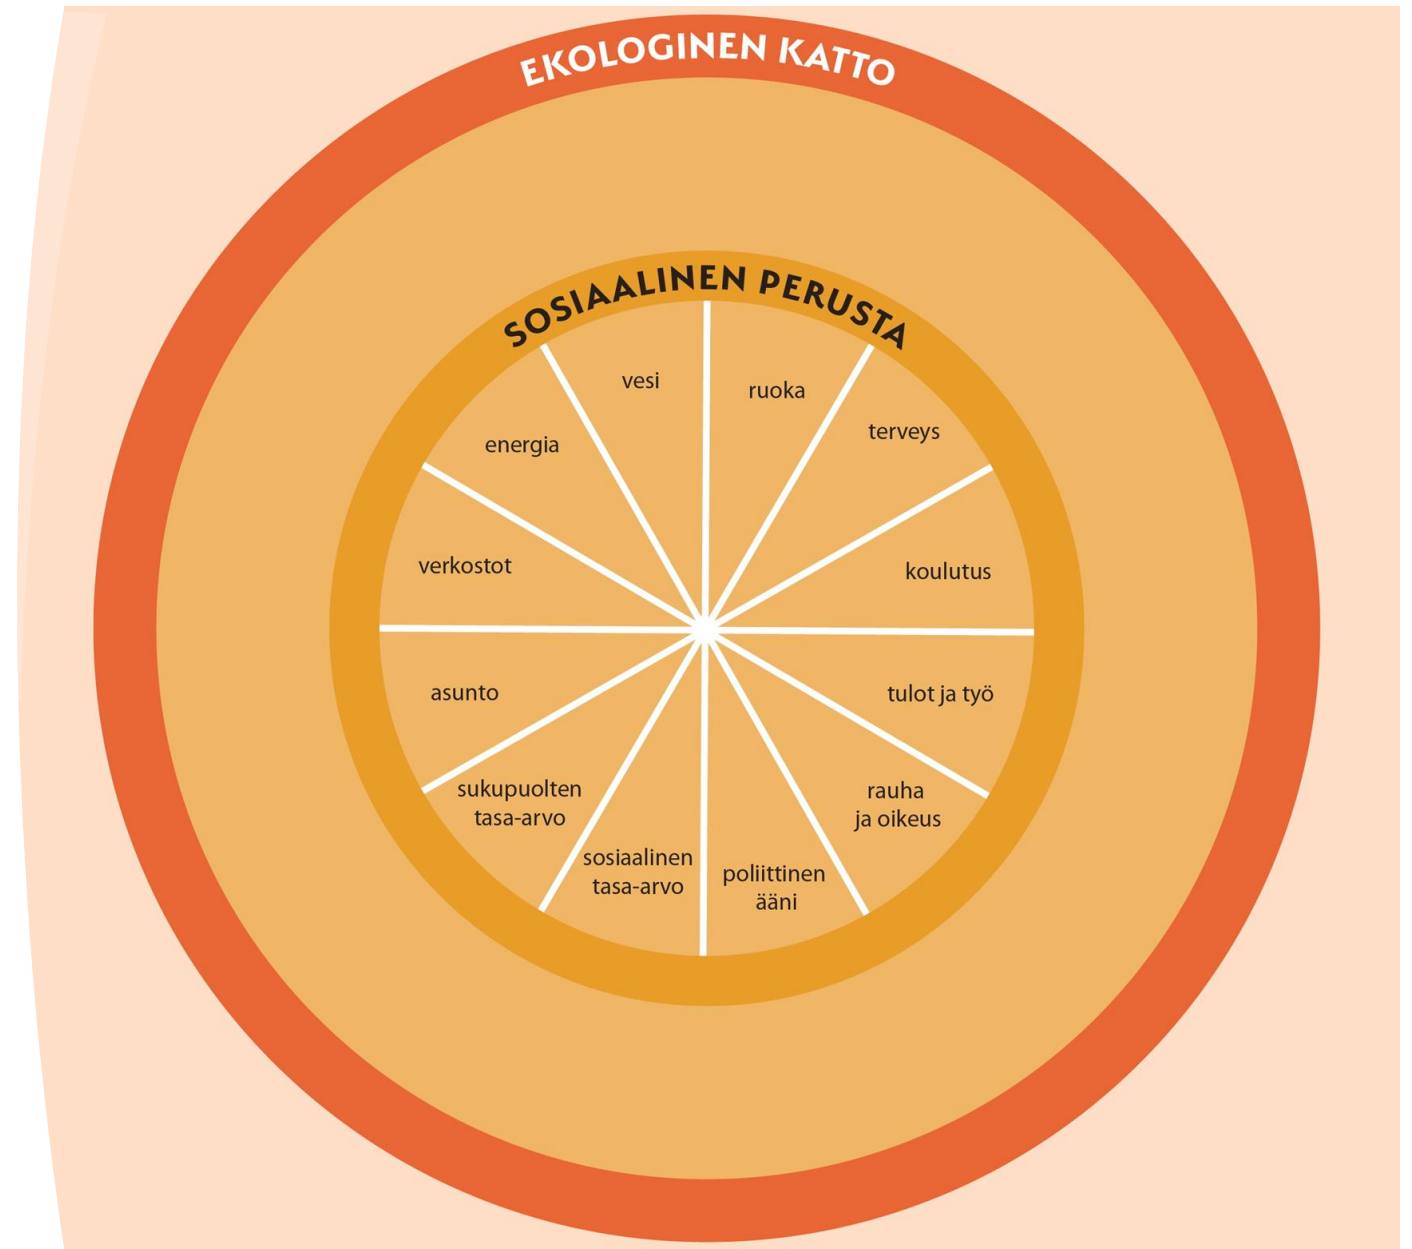 EKOLOGINEN KATTO
SOSIAALINEN PERUSTA
vesi
ruoka
terveys
energia
verkostot
koulutus
asunto
tulot ja työ
sukupuolten
tasa-arvo
rauha
ja oikeus
sosiaalinen
tasa-arvo
poliittinen
ääni